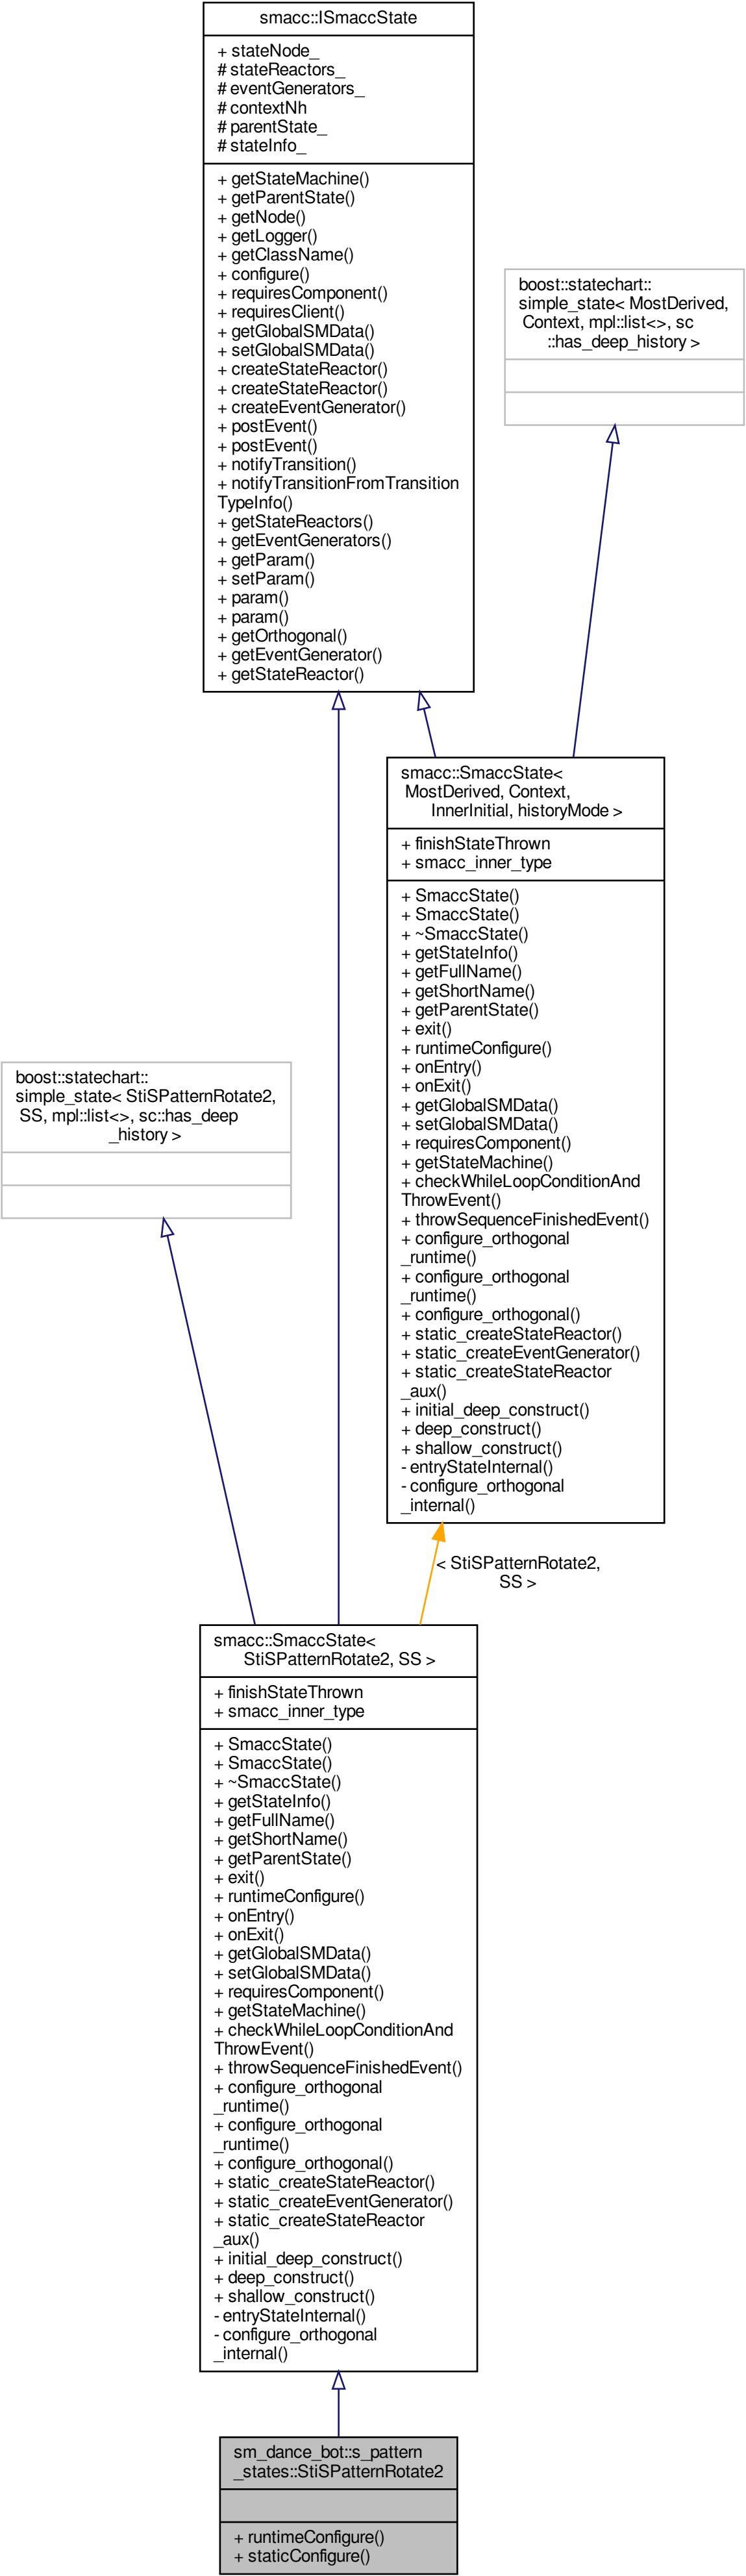 smacc::ISmaccState
+ stateNode_
# stateReactors_
# eventGenerators_
# contextNh
# parentState_
# stateInfo_
+ getStateMachine()
+ getParentState()
+ getNode()
+ getLogger()
+ getClassName()
+ configure()
+ requiresComponent()
+ requiresClient()
+ getGlobalSMData()
+ setGlobalSMData()
+ createStateReactor()
+ createStateReactor()
+ createEventGenerator()
+ postEvent()
+ postEvent()
+ notifyTransition()
+ notifyTransitionFromTransition
TypeInfo()
+ getStateReactors()
+ getEventGenerators()
+ getParam()
+ setParam()
+ param()
+ param()
+ getOrthogonal()
+ getEventGenerator()
+ getStateReactor()
boost::statechart::
simple_state< MostDerived,
Context, mpl::list<>, sc
::has_deep_history >
smacc::SmaccState<
MostDerived, Context,
InnerInitial, historyMode >
+ finishStateThrown
+ smacc_inner_type
+ SmaccState()
+ SmaccState()
+ ~SmaccState()
+ getStateInfo()
+ getFullName()
+ getShortName()
+ getParentState()
+ exit()
+ runtimeConfigure()
+ onEntry()
+ onExit()
+ getGlobalSMData()
+ setGlobalSMData()
+ requiresComponent()
+ getStateMachine()
+ checkWhileLoopConditionAnd
ThrowEvent()
+ throwSequenceFinishedEvent()
+ configure_orthogonal
_runtime()
+ configure_orthogonal
_runtime()
+ configure_orthogonal()
+ static_createStateReactor()
+ static_createEventGenerator()
+ static_createStateReactor
_aux()
+ initial_deep_construct()
+ deep_construct()
+ shallow_construct()
- entryStateInternal()
- configure_orthogonal
_internal()
boost::statechart::
simple_state< StiSPatternRotate2,
SS, mpl::list<>, sc::has_deep
_history >
< StiSPatternRotate2,
SS >
smacc::SmaccState<
StiSPatternRotate2, SS >
+ finishStateThrown
+ smacc_inner_type
+ SmaccState()
+ SmaccState()
+ ~SmaccState()
+ getStateInfo()
+ getFullName()
+ getShortName()
+ getParentState()
+ exit()
+ runtimeConfigure()
+ onEntry()
+ onExit()
+ getGlobalSMData()
+ setGlobalSMData()
+ requiresComponent()
+ getStateMachine()
+ checkWhileLoopConditionAnd
ThrowEvent()
+ throwSequenceFinishedEvent()
+ configure_orthogonal
_runtime()
+ configure_orthogonal
_runtime()
+ configure_orthogonal()
+ static_createStateReactor()
+ static_createEventGenerator()
+ static_createStateReactor
_aux()
+ initial_deep_construct()
+ deep_construct()
+ shallow_construct()
- entryStateInternal()
- configure_orthogonal
_internal()
sm_dance_bot::s_pattern
_states::StiSPatternRotate2
+ runtimeConfigure()
+ staticConfigure()